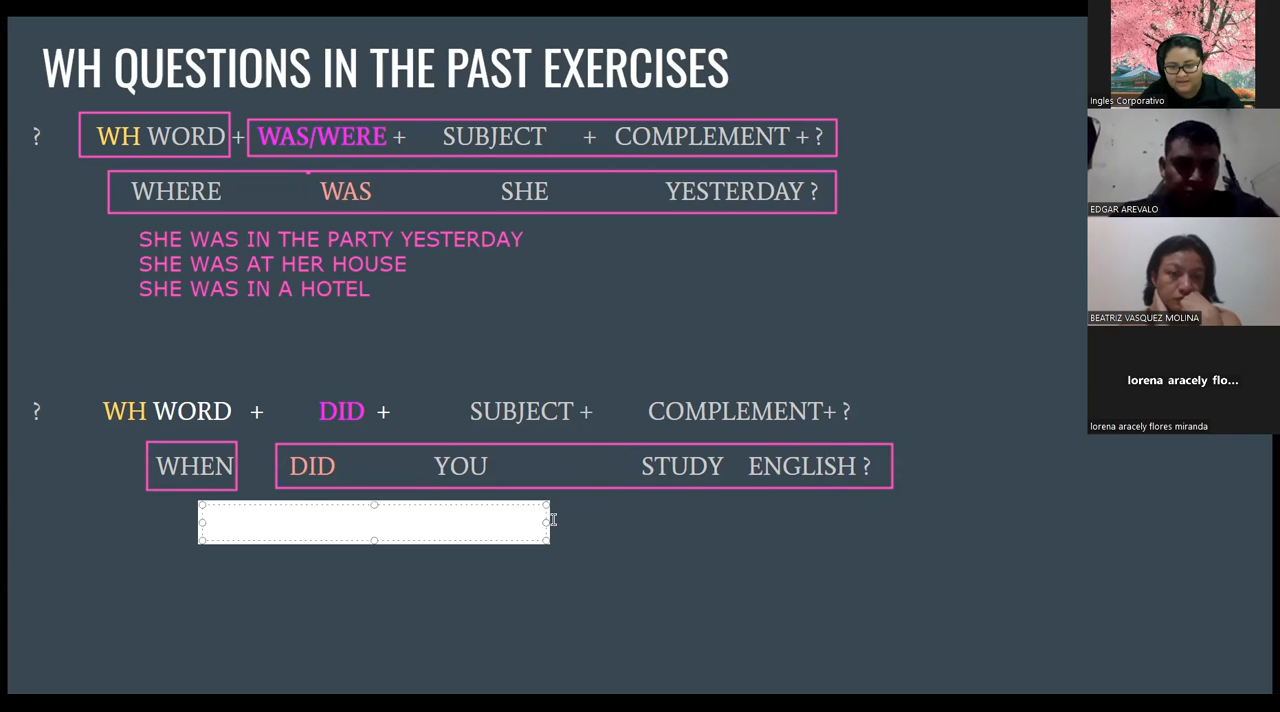 WH QUESTIONS IN THE PAST EXERCISES
? WH WORD + WAS/WERE + SUBJECT + COMPLEMENT + ?
WHERE WAS SHE YESTERDAY ?
SHE WAS IN THE PARTY YESTERDAY
SHE WAS AT HER HOUSE
SHE WAS IN A HOTEL
? WH WORD + DID + SUBJECT + COMPLEMENT+ ?
WHEN DID YOU STUDY ENGLISH ?
Ingles Corporativo
EDGAR AREVALO
BEATRIZ VASQUEZ MOLINA
lorena aracely flo...
lorena aracely flores miranda